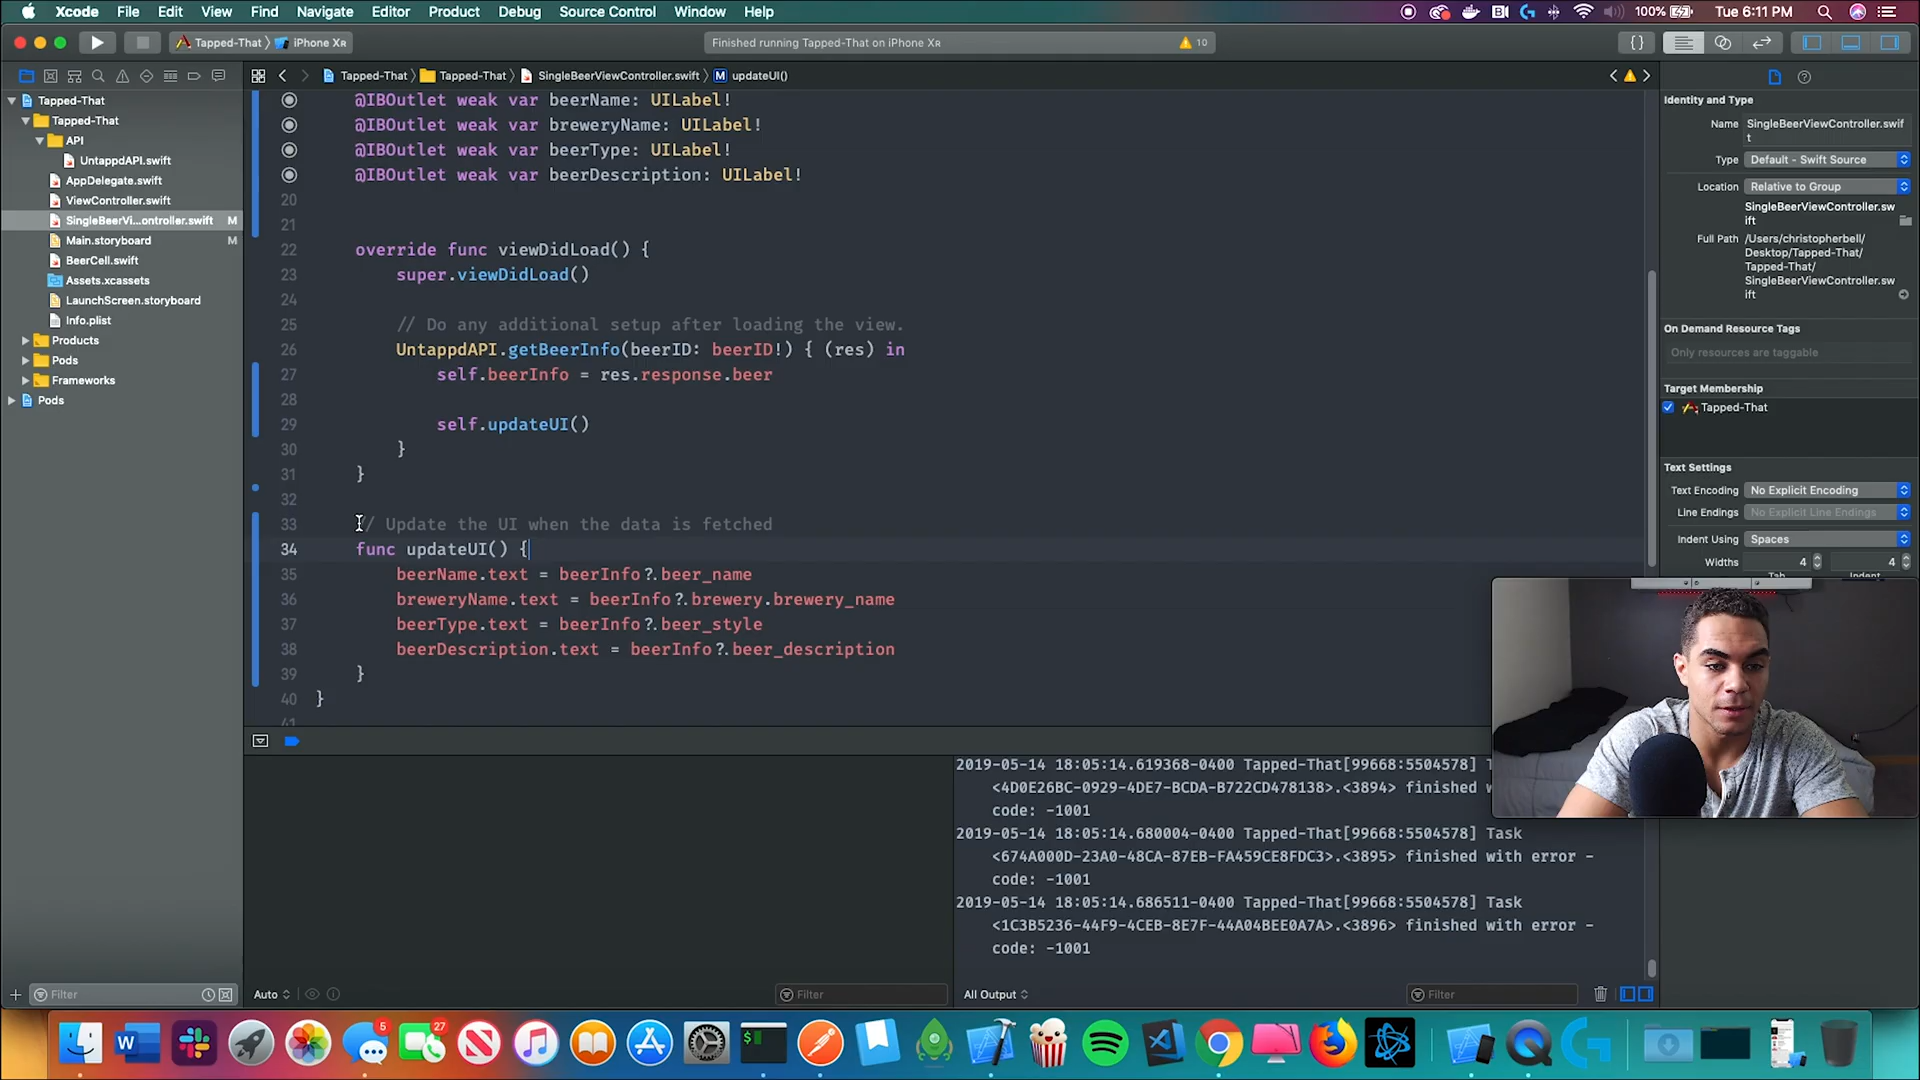 Xcode File Edit View Find Navigate Editor Product Debug Source Control Window Help
100% Tue 6:11 PM
Tapped-That iPhone XR
Finished running Tapped-That on iPhone XR
10
Tapped-That Tapped-That SingleBeerViewController.swift M updateUI()
Tapped-That
Tapped-That
API
UntappdAPI.swift
AppDelegate.swift
ViewController.swift
SingleBeerVi...ontroller.swift M
Main.storyboard M
BeerCell.swift
Assets.xcassets
LaunchScreen.storyboard
Info.plist
Products
Pods
Frameworks
Pods
Filter
@IBOutlet weak var beerName: UILabel!
@IBOutlet weak var breweryName: UILabel!
@IBOutlet weak var beerType: UILabel!
@IBOutlet weak var beerDescription: UILabel!
20
21
22 override func viewDidLoad() {
23 super.viewDidLoad()
24
25 // Do any additional setup after loading the view.
26 UntappdAPI.getBeerInfo(beerID: beerID!) { (res) in
27 self.beerInfo = res.response.beer
28
29 self.updateUI()
30 }
31 }
32
33 // Update the UI when the data is fetched
34 func updateUI() {
35 beerName.text = beerInfo?.beer_name
36 breweryName.text = beerInfo?.brewery.brewery_name
37 beerType.text = beerInfo?.beer_style
38 beerDescription.text = beerInfo?.beer_description
39 }
40 }
41
Auto
Filter
2019-05-14 18:05:14.619368-0400 Tapped-That[99668:5504578]
<4D0E26BC-0929-4DE7-BCDA-B722CD478138>.<3894> finished
code: -1001
2019-05-14 18:05:14.680004-0400 Tapped-That[99668:5504578] Task
<674A000D-23A0-48CA-87EB-FA459CE8FDC3>.<3895> finished with error -
code: -1001
2019-05-14 18:05:14.686511-0400 Tapped-That[99668:5504578] Task
<1C3B5236-44F9-4CEB-8E7F-44A04BEE0A7A>.<3896> finished with error -
code: -1001
All Output
Filter
Identity and Type
Name SingleBeerViewController.swif
t
Type Default - Swift Source
Location Relative to Group
SingleBeerViewController.sw
ift
Full Path /Users/christopherbell/
Desktop/Tapped-That/
Tapped-That/
SingleBeerViewController.sw
ift
On Demand Resource Tags
Only resources are taggable
Target Membership
Tapped-That
Text Settings
Text Encoding No Explicit Encoding
Line Endings No Explicit Line Endings
Indent Using Spaces
Widths 4 4
5
27